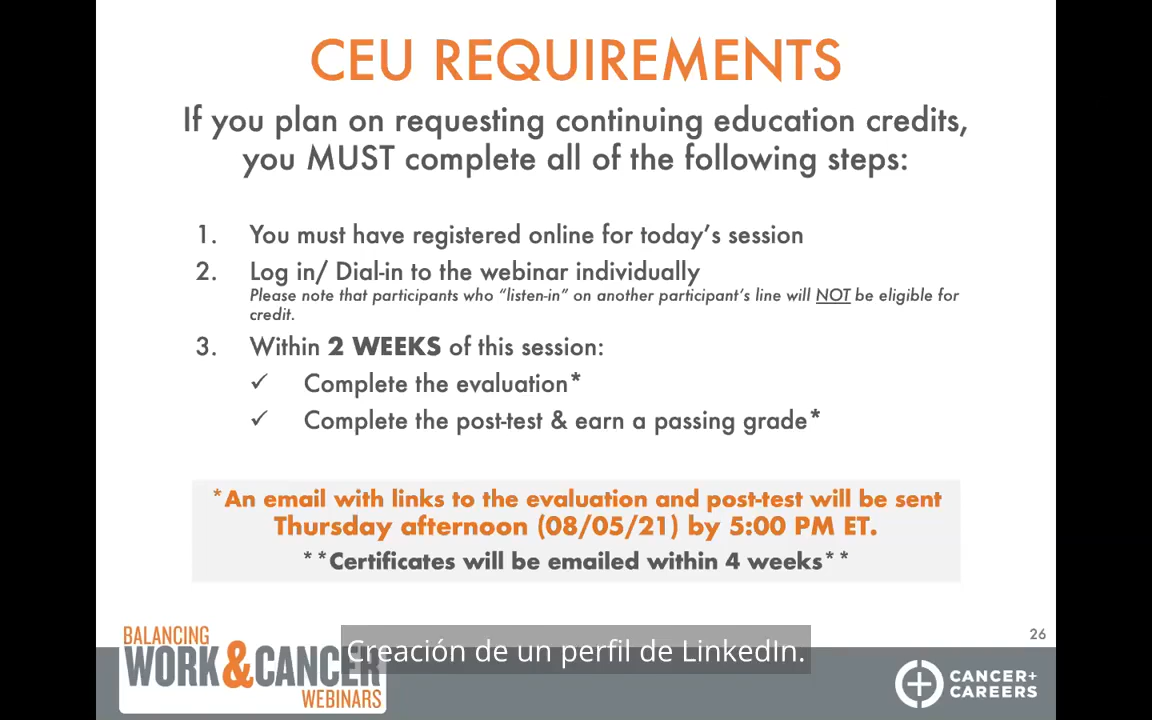 CEU REQUIREMENTS
If you plan on requesting continuing education credits,
you MUST complete all of the following steps:
1. You must have registered online for today's session
2. Log in/ Dial-in to the webinar individually
Please note that participants who “listen-in” on another participant's line will NOT be eligible for
credit.
3. Within 2 WEEKS of this session:
✓ Complete the evaluation*
✓ Complete the post-test & earn a passing grade*
*An email with links to the evaluation and post-test will be sent
Thursday afternoon (08/05/21) by 5:00 PM ET.
**Certificates will be emailed within 4 weeks**
26
BALANCING
WORK&CANCER
WEBINARS
Creación de un perfil de LinkedIn.
CANCER+
CAREERS